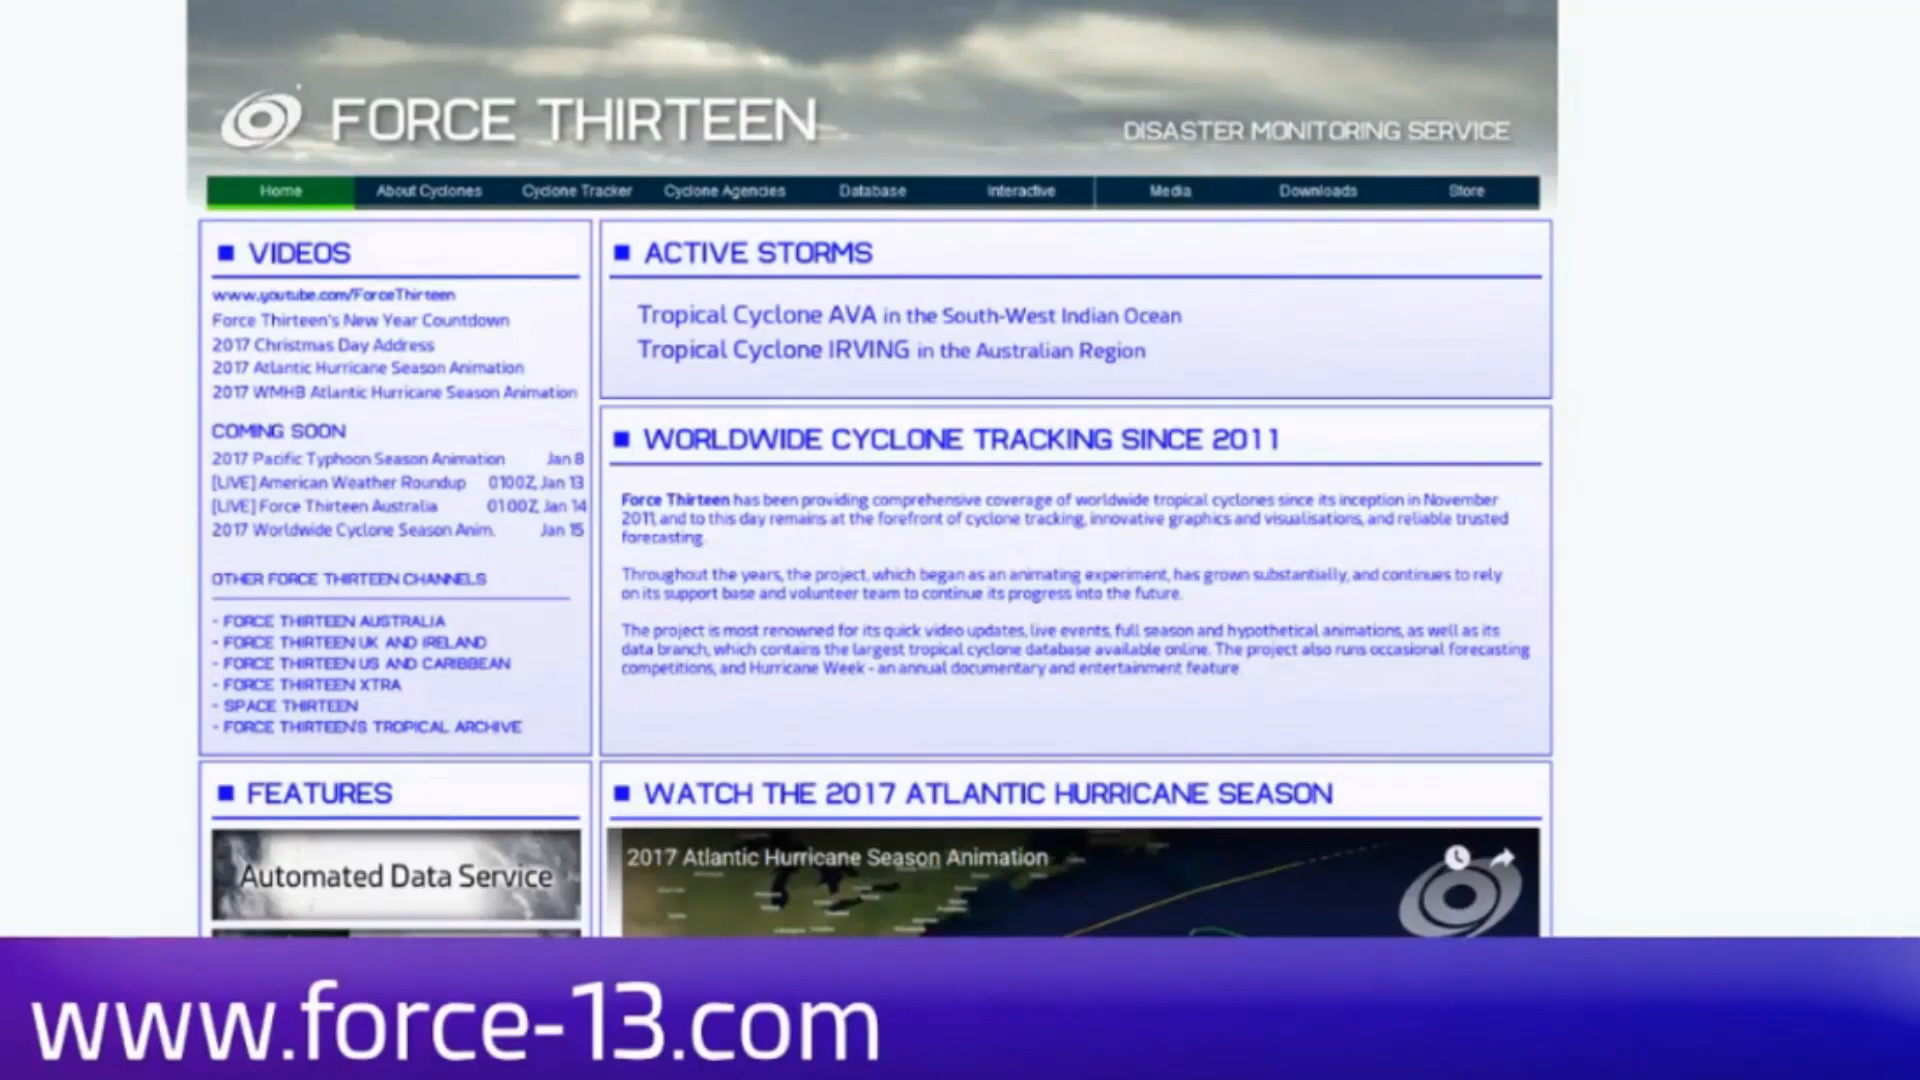 FORCE THIRTEEN
DISASTER MONITORING SERVICE
Home About Cyclones Cyclone Tracker Cyclone Agencies Database Interactive Media Downloads Store
VIDEOS
www.youtube.com/ForceThirteen
Force Thirteen's New Year Countdown
2017 Christmas Day Address
2017 Atlantic Hurricane Season Animation
2017 WMHB Atlantic Hurricane Season Animation
COMING SOON
2017 Pacific Typhoon Season Animation Jan 8
[LIVE] American Weather Roundup 0100Z, Jan 13
[LIVE] Force Thirteen Australia 0100Z, Jan 14
2017 Worldwide Cyclone Season Anim. Jan 15
OTHER FORCE THIRTEEN CHANNELS
- FORCE THIRTEEN AUSTRALIA
- FORCE THIRTEEN UK AND IRELAND
- FORCE THIRTEEN US AND CARIBBEAN
- FORCE THIRTEEN XTRA
- SPACE THIRTEEN
- FORCE THIRTEEN'S TROPICAL ARCHIVE
ACTIVE STORMS
Tropical Cyclone AVA in the South-West Indian Ocean
Tropical Cyclone IRVING in the Australian Region
WORLDWIDE CYCLONE TRACKING SINCE 2011
Force Thirteen has been providing comprehensive coverage of worldwide tropical cyclones since its inception in November
2011, and to this day remains at the forefront of cyclone tracking, innovative graphics and visualisations, and reliable trusted
forecasting.
Throughout the years, the project, which began as an animating experiment, has grown substantially, and continues to rely
on its support base and volunteer team to continue its progress into the future.
The project is most renowned for its quick video updates, live events, full season and hypothetical animations, as well as its
data branch, which contains the largest tropical cyclone database available online. The project also runs occasional forecasting
competitions, and Hurricane Week - an annual documentary and entertainment feature.
FEATURES
Automated Data Service
WATCH THE 2017 ATLANTIC HURRICANE SEASON
2017 Atlantic Hurricane Season Animation
www.force-13.com